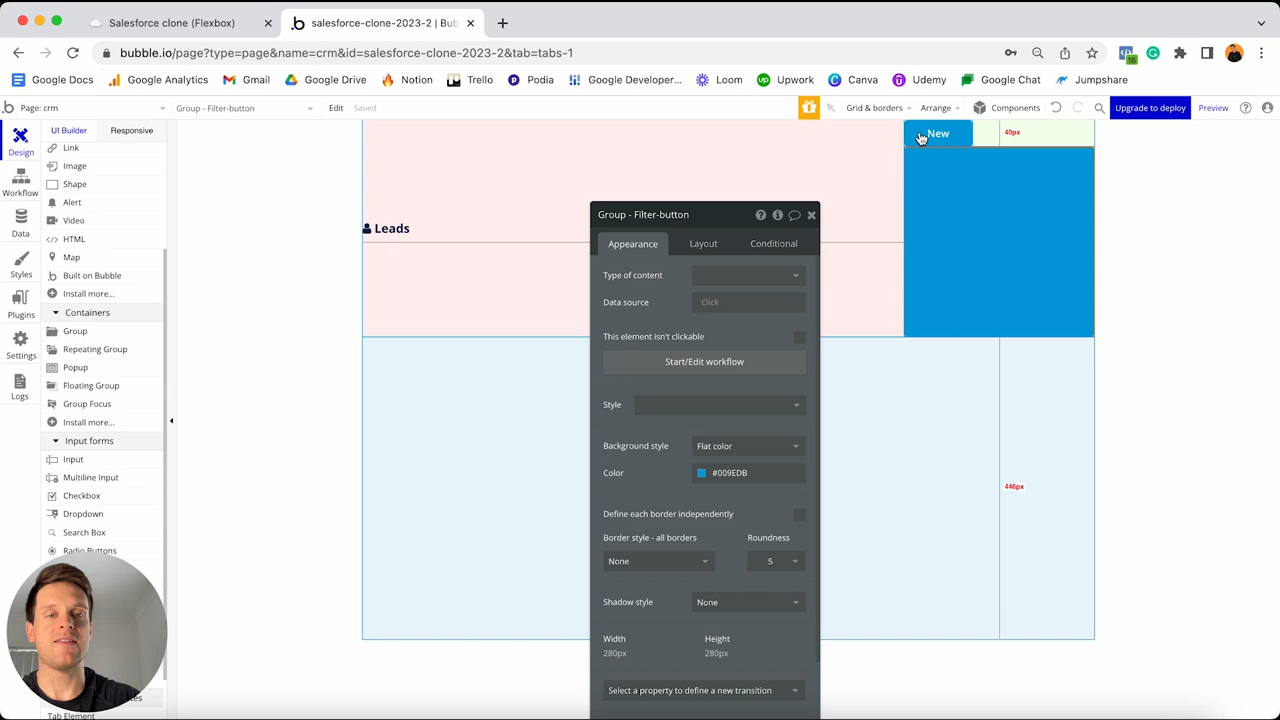 Salesforce clone (Flexbox)
salesforce-clone-2023-2 | Bub
bubble.io/page?type=page&name=crm&id=salesforce-clone-2023-2&tab=tabs-1
16
Google Docs
Google Analytics
Gmail
Google Drive
Notion
Trello
Podia
Google Developer...
Loom
Upwork
Canva
Udemy
Google Chat
Jumpshare
Page: crm
Group - Filter-button
Edit
Saved
Grid & borders
Arrange
Components
Upgrade to deploy
Preview
Design
Workflow
Data
Styles
Plugins
Settings
Logs
UI Builder
Responsive
Link
Image
Shape
Alert
Video
</> HTML
Map
Built on Bubble
Install more...
Containers
Group
Repeating Group
Popup
Floating Group
Group Focus
Install more...
Input forms
Input
Multiline Input
Checkbox
Dropdown
Search Box
Radio Buttons
Tab Element
Leads
New
40px
446px
Group - Filter-button
Appearance
Layout
Conditional
Type of content
Data source
Click
This element isn't clickable
Start/Edit workflow
Style
Background style
Flat color
Color
#009EDB
Define each border independently
Border style - all borders
Roundness
None
5
Shadow style
None
Width
Height
280px
280px
Select a property to define a new transition